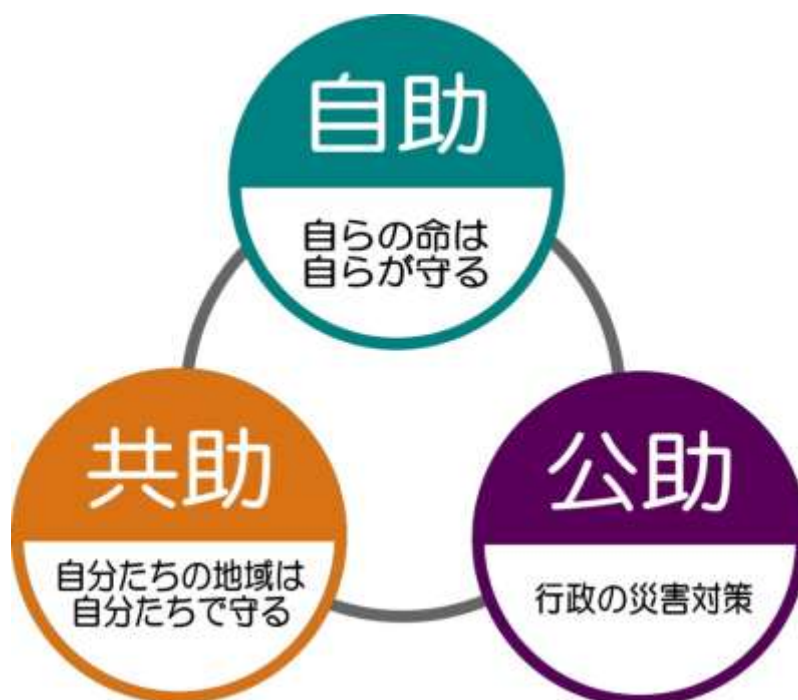 自助
自らの命は
自らが守る
共助
自分たちの地域は
自分たちで守る
公助
行政の災害対策